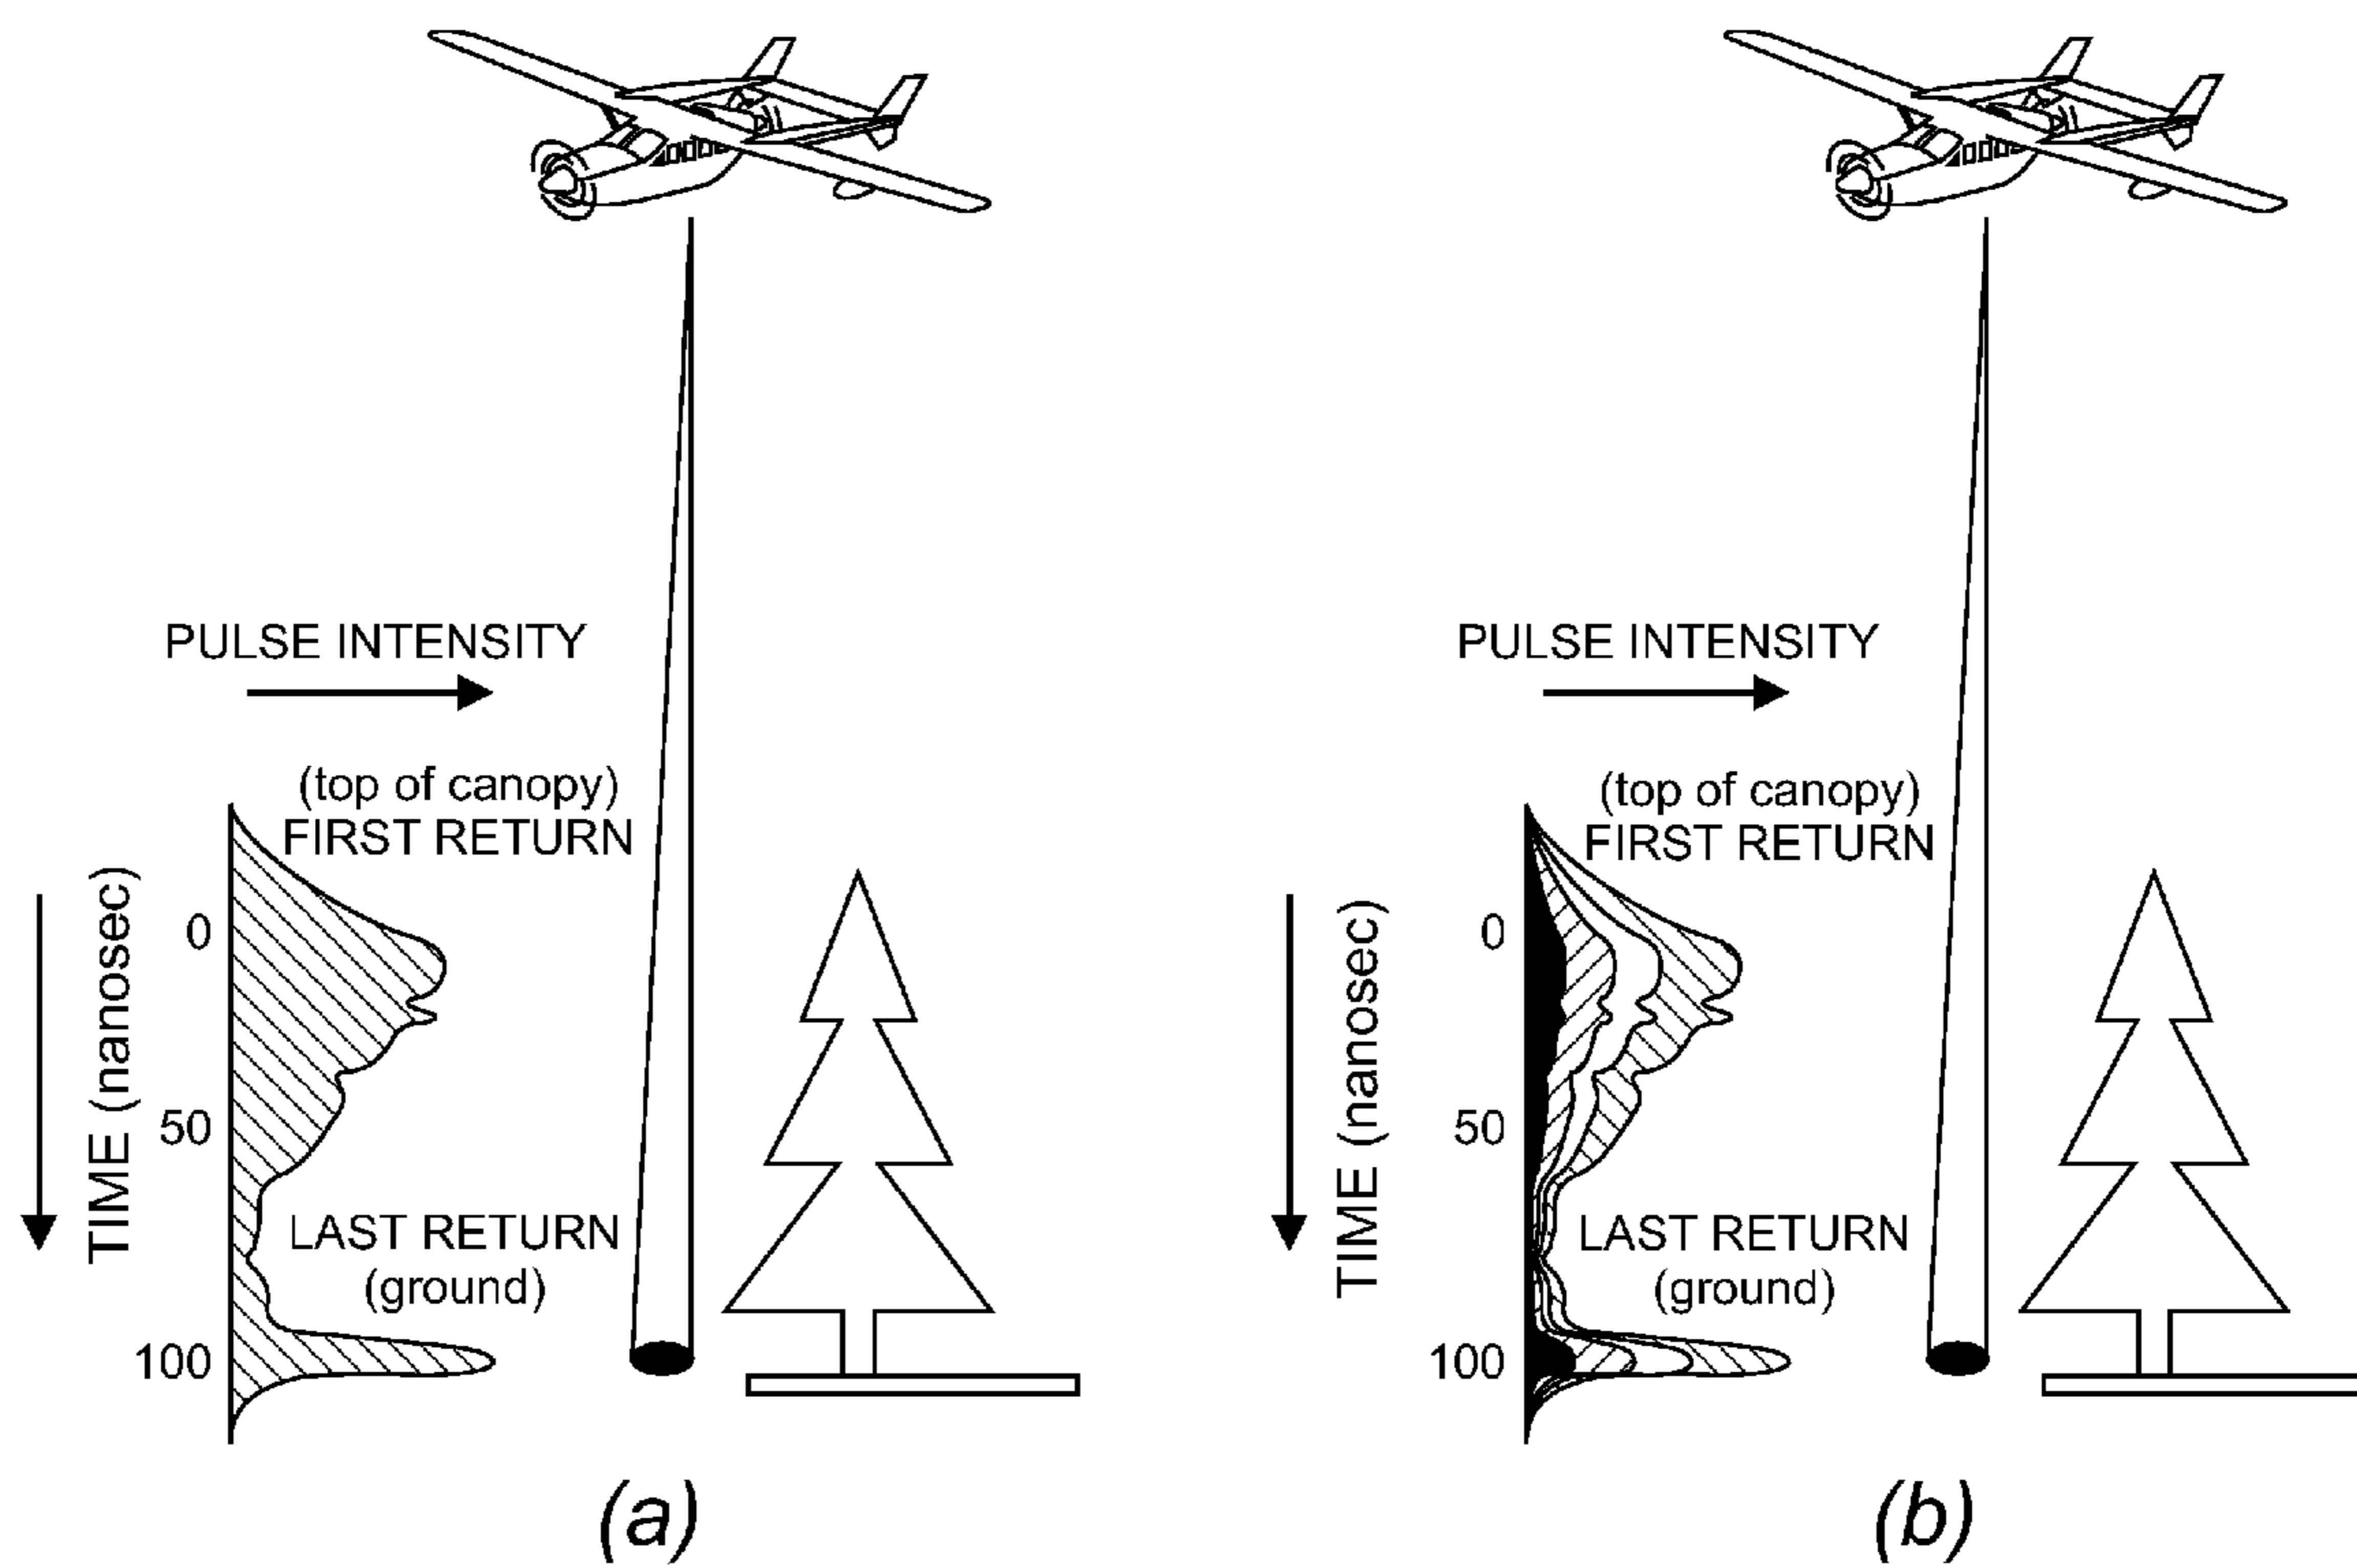 PULSE INTENSITY
(top of canopy)
FIRST RETURN
TIME (nanosec)
0
50
LAST RETURN
(ground)
100
(a)
PULSE INTENSITY
(top of canopy)
FIRST RETURN
TIME (nanosec)
0
50
LAST RETURN
(ground)
100
(b)